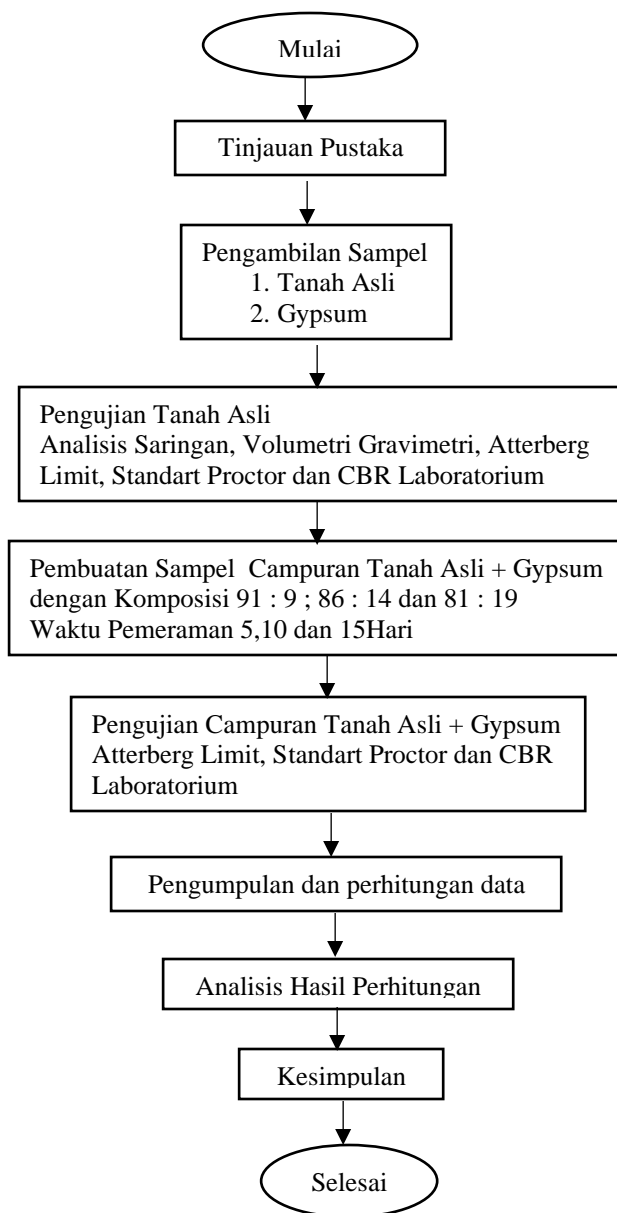 Mulai
Tinjauan Pustaka
Pengambilan Sampel
1. Tanah Asli
2. Gypsum
Pengujian Tanah Asli
Analisis Saringan, Volumetri Gravimetri, Atterberg
Limit, Standart Proctor dan CBR Laboratorium
Pembuatan Sampel Campuran Tanah Asli + Gypsum
dengan Komposisi 91 : 9 ; 86 : 14 dan 81 : 19
Waktu Pemeraman 5,10 dan 15Hari
Pengujian Campuran Tanah Asli + Gypsum
Atterberg Limit, Standart Proctor dan CBR
Laboratorium
Pengumpulan dan perhitungan data
Analisis Hasil Perhitungan
Kesimpulan
Selesai